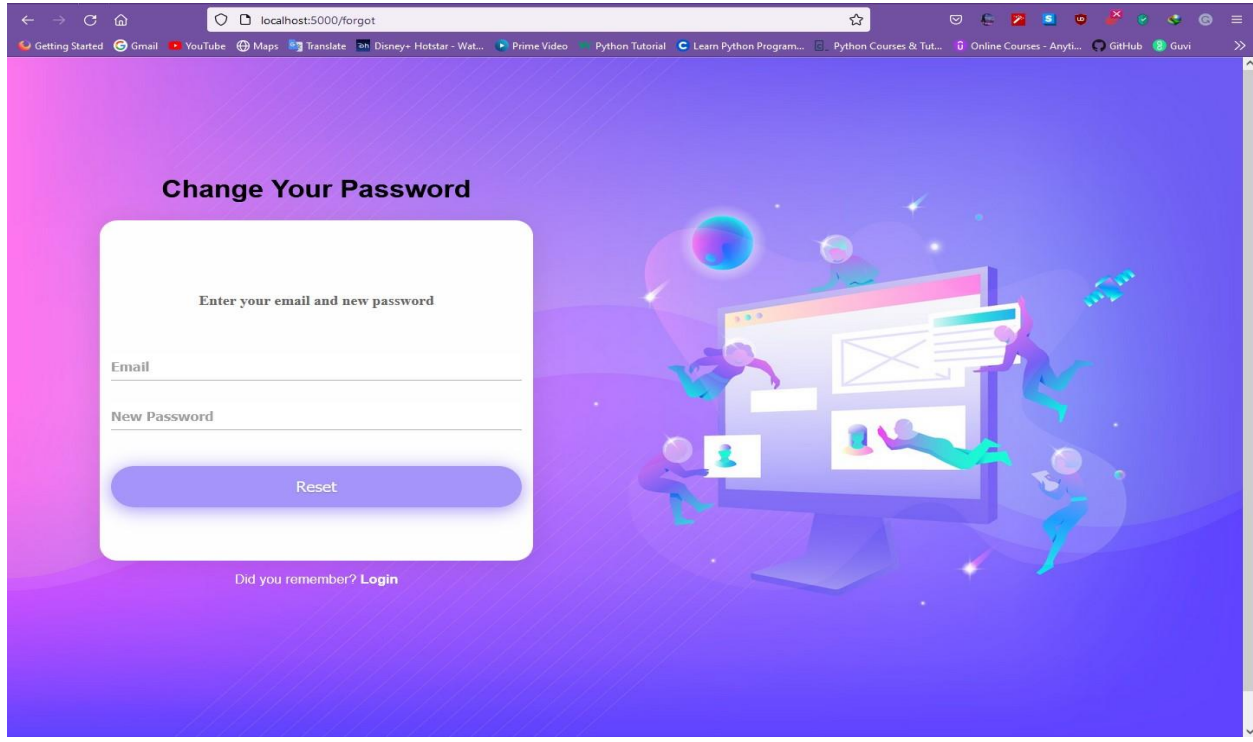 localhost:5000/forgot
Getting Started Gmail YouTube Maps Translate Disney+ Hotstar - Wat... Prime Video Python Tutorial Learn Python Program... Python Courses & Tut... Online Courses - Anyti... GitHub Guvi
Change Your Password
Enter your email and new password
Email
New Password
Reset
Did you remember? Login